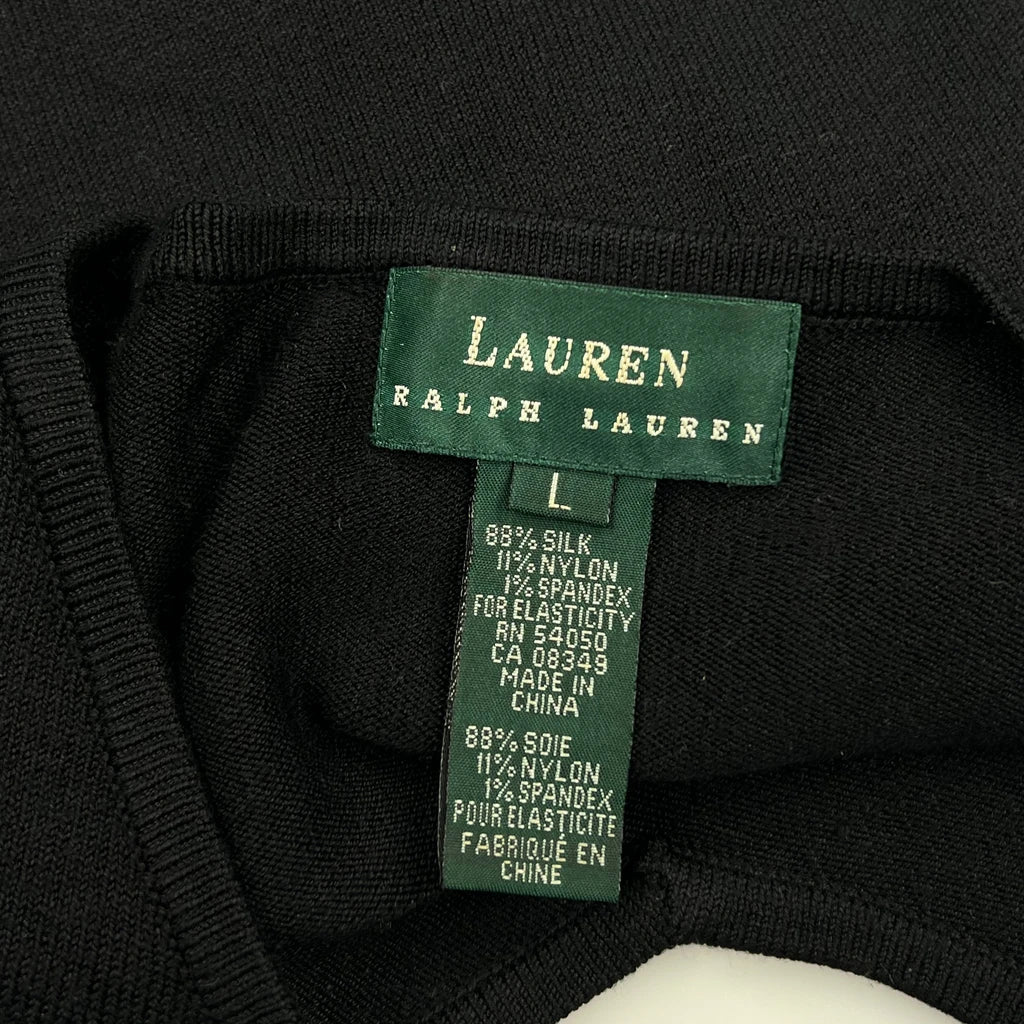 LAUREN
RALPH LAUREN
L
88% SILK
11% NYLON
1% SPANDEX
FOR ELASTICITY
RN 54050
CA 08349
MADE IN
CHINA
88% SOIE
11% NYLON
1% SPANDEX
POUR ELASTICITE
FABRIQUÉ EN
CHINE